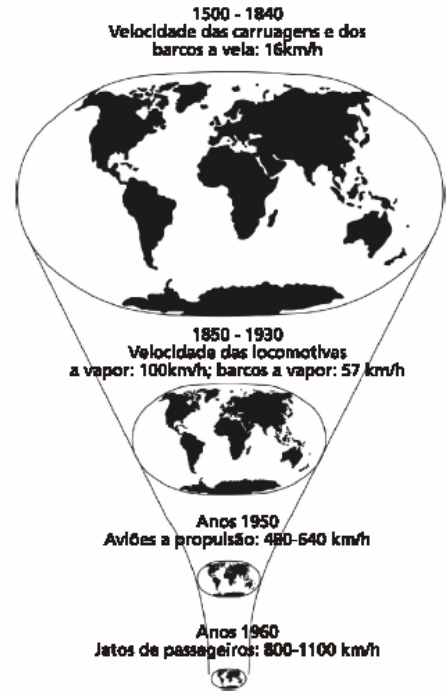 1500 - 1840
Velocidade das carruagens e dos
barcos a vela: 16km/h
1850 - 1930
Velocidade das locomotivas
a vapor: 100km/h; barcos a vapor: 57 km/h
Anos 1950
Aviões a propulsão: 480-640 km/h
Anos 1960
Jatos de passageiros: 800-1100 km/h